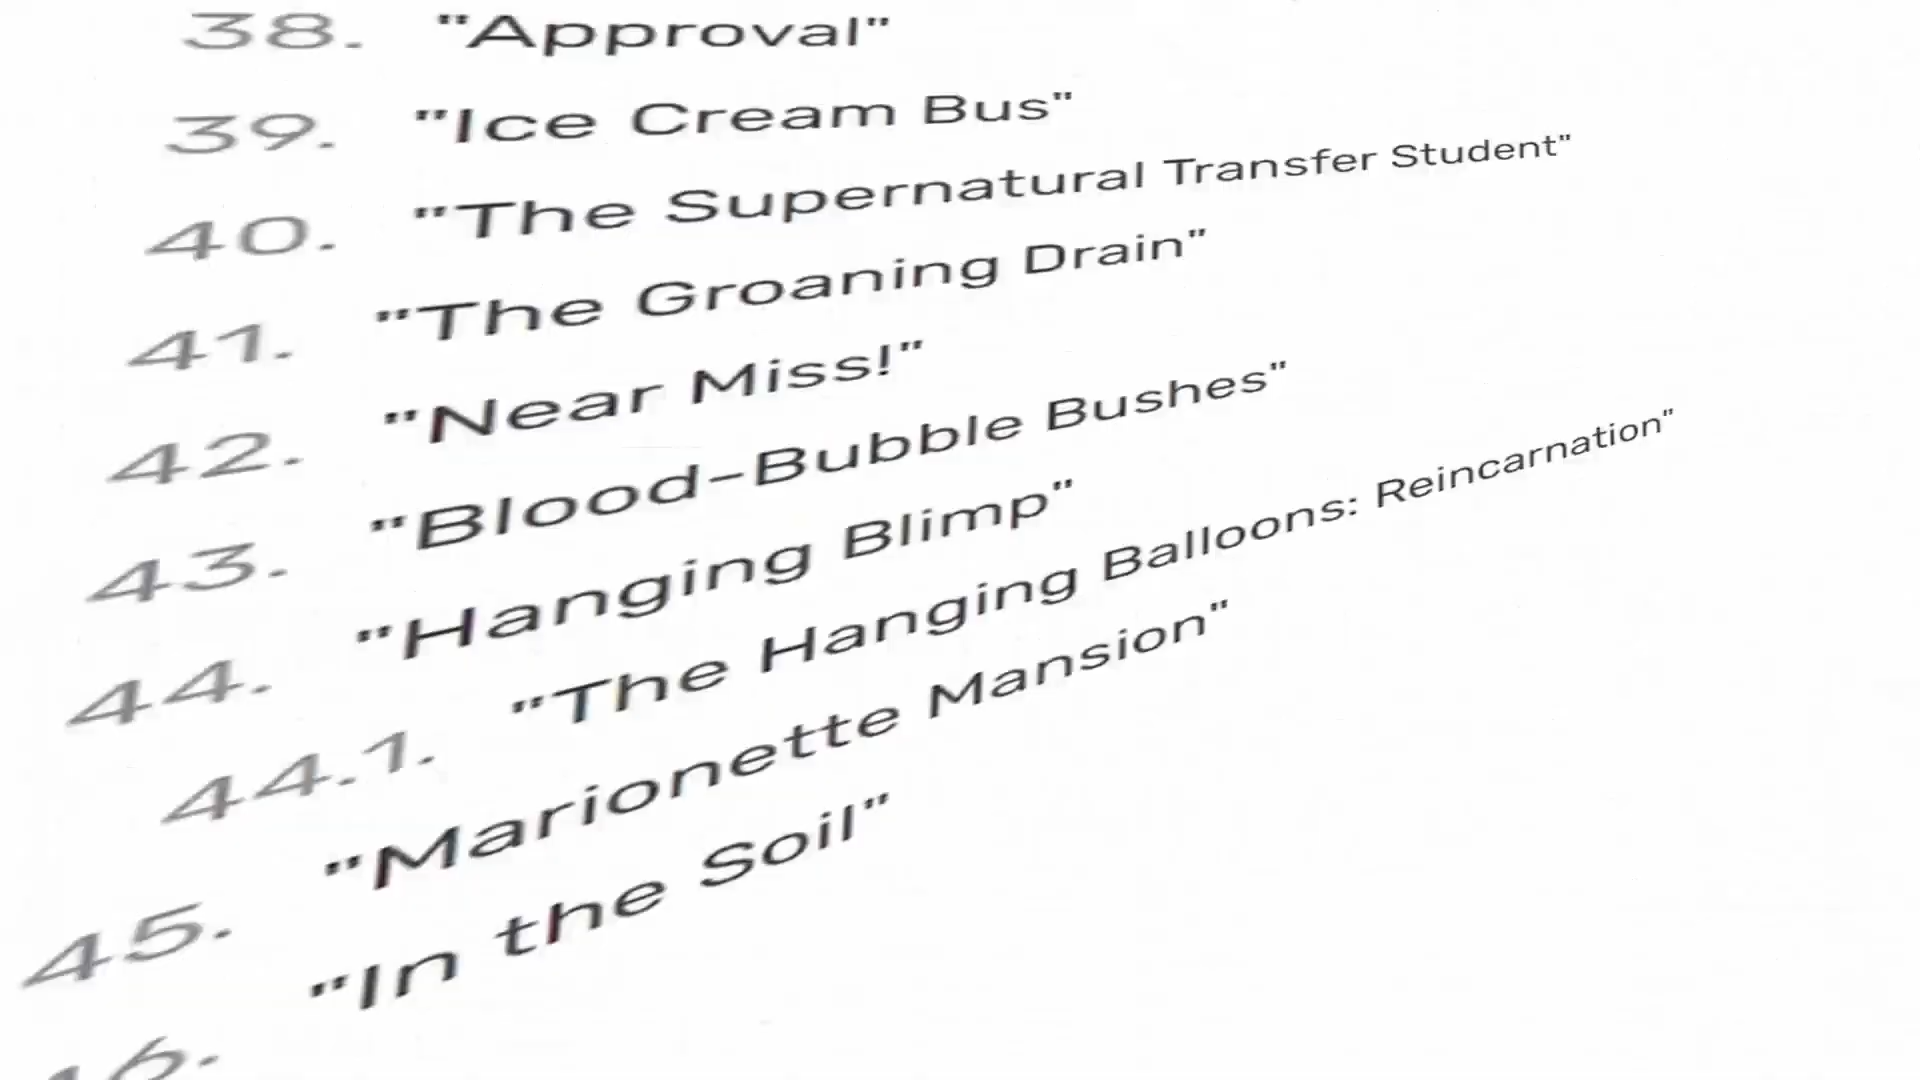 38. "Approval"
39. "Ice Cream Bus"
40. "The Supernatural Transfer Student"
41. "The Groaning Drain"
42. "Near Miss!"
43. "Blood-Bubble Bushes"
44. "Hanging Blimp"
44.1. "The Hanging Balloons: Reincarnation"
45. "Marionette Mansion"
46. "In the Soil"